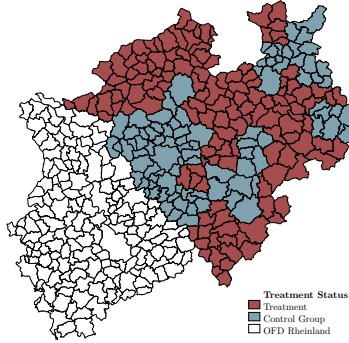 Treatment Status
Treatment
Control Group
OFD Rheinland